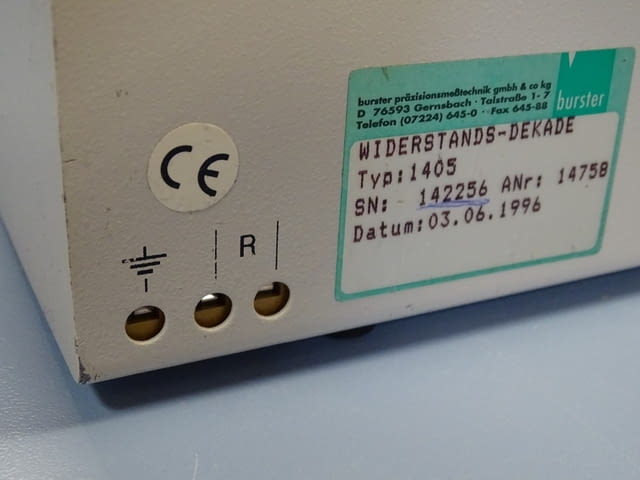 burster präzisionsmeßtechnik gmbh & co kg
D 76593 Gernsbach · Talstraße 1-7
Telefon (07224) 645-0 · Fax 645-88
burster
WIDERSTANDS-DEKADE
Typ:1405
SN: 142256 ANr: 14758
Datum:03.06.1996
CE
R